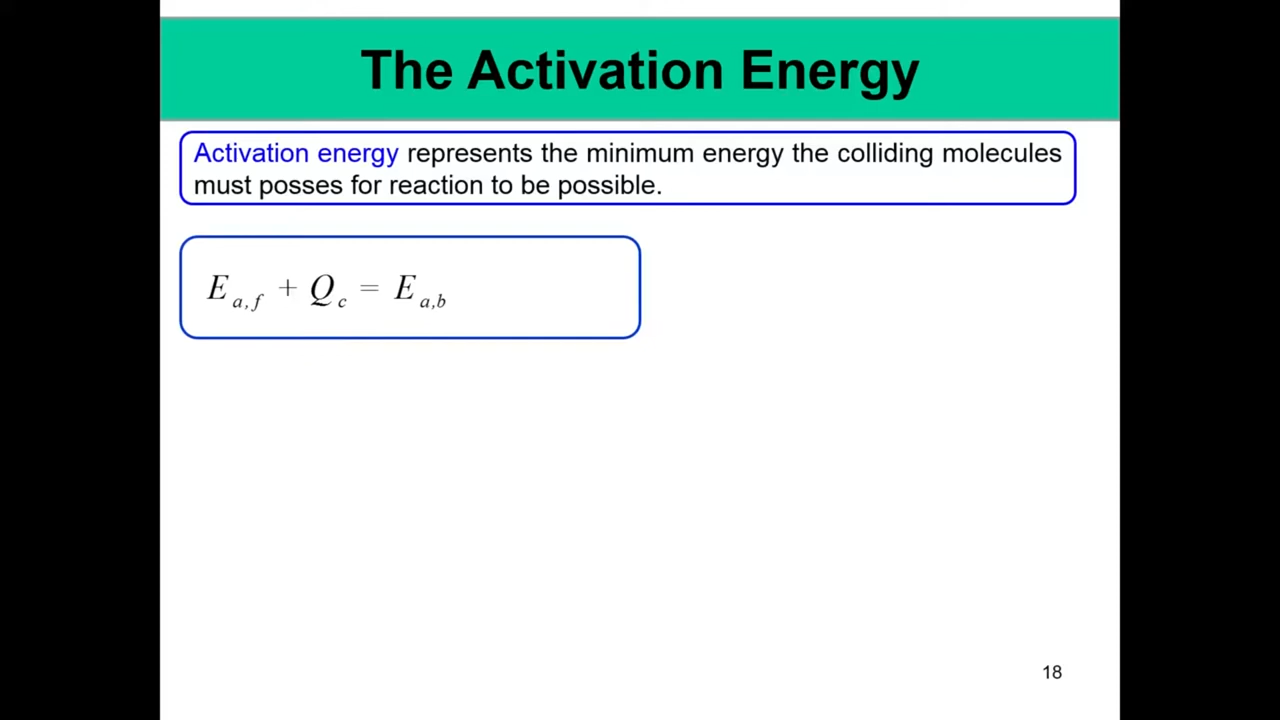 The Activation Energy
Activation energy represents the minimum energy the colliding molecules
must posses for reaction to be possible.
E a,f + Q c = E a,b
18